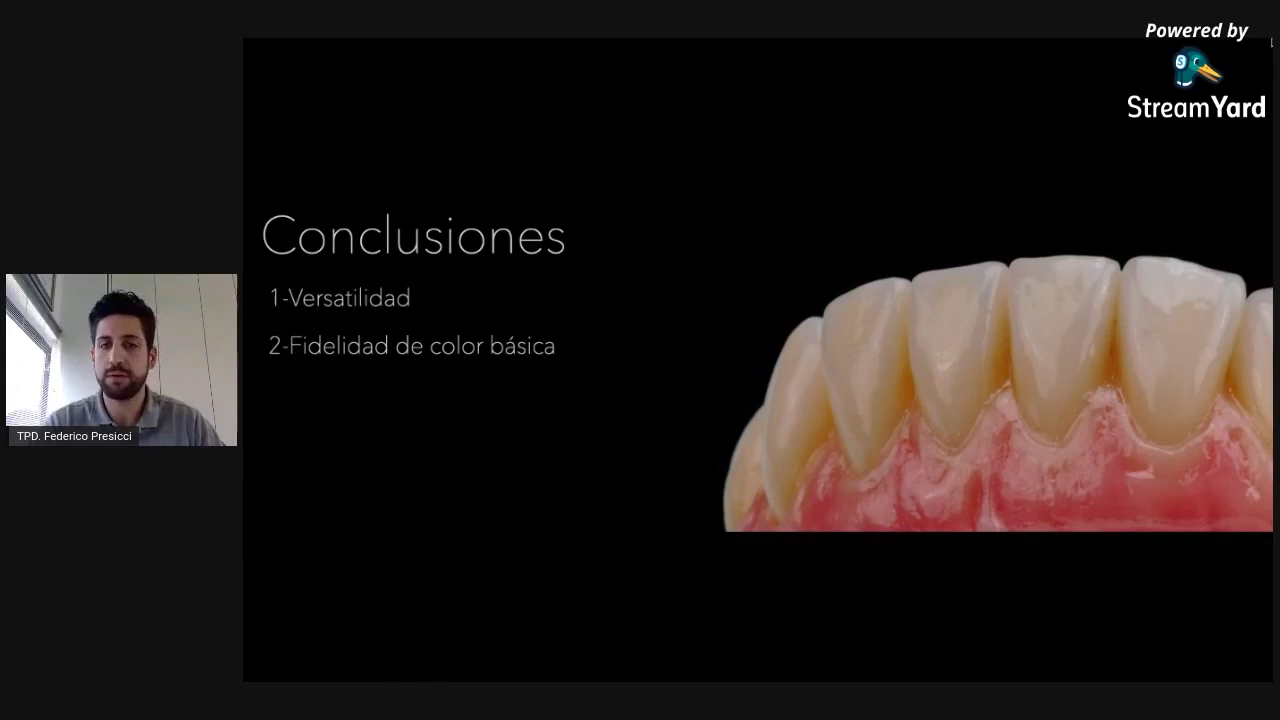 Powered by
StreamYard
Conclusiones
1-Versatilidad
2-Fidelidad de color básica
TPD. Federico Presicci